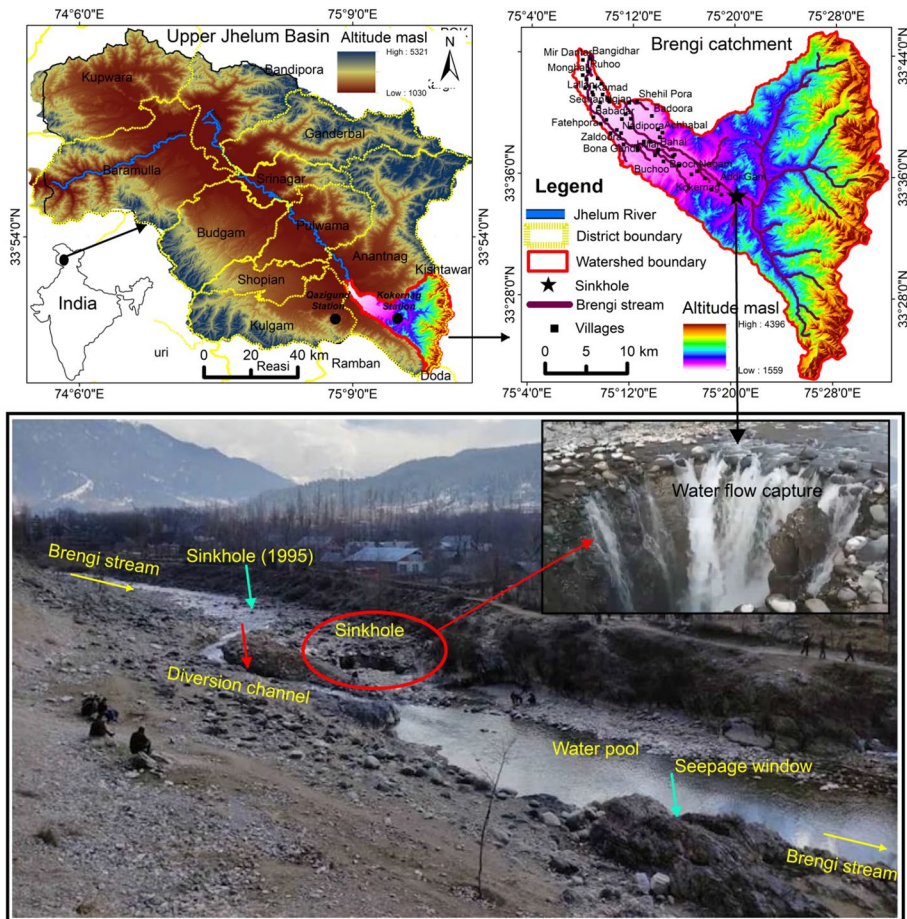 74°6'0"E
75°9'0"E
Upper Jhelum Basin
Altitude masl
High : 5321
Low : 1030
N
Kupwara
Bandipora
Ganderbal
Baramulla
Srinagar
Budgam
Pulwama
Anantnag
Kishtawar
Shopian
Qazigund
Station
Kokernag
Station
Kulgam
uri
Reasi
Ramban
Doda
0 20 40 km
India
33°54'0"N
33°54'0"N
74°6'0"E
75°9'0"E
75°4'0"E
75°12'0"E
75°20'0"E
75°28'0"E
Brengi catchment
33°44'0"N
33°36'0"N
33°28'0"N
33°36'0"N
33°28'0"N
Bangidhar
Ruhoo
Kamad
Shehil Pora
Badoora
Babadar
Fatehpora
Nadipora
Achhabal
Bona Gund
Bahai
Buchoo
Kokernag
Legend
Jhelum River
District boundary
Watershed boundary
Sinkhole
Brengi stream
Villages
0 5 10 km
Altitude masl
High : 4396
Low : 1559
75°4'0"E
75°12'0"E
75°20'0"E
75°28'0"E
Water flow capture
Brengi
stream
Sinkhole (1995)
Sinkhole
Diversion channel
Water pool
Seepage window
Brengi stream